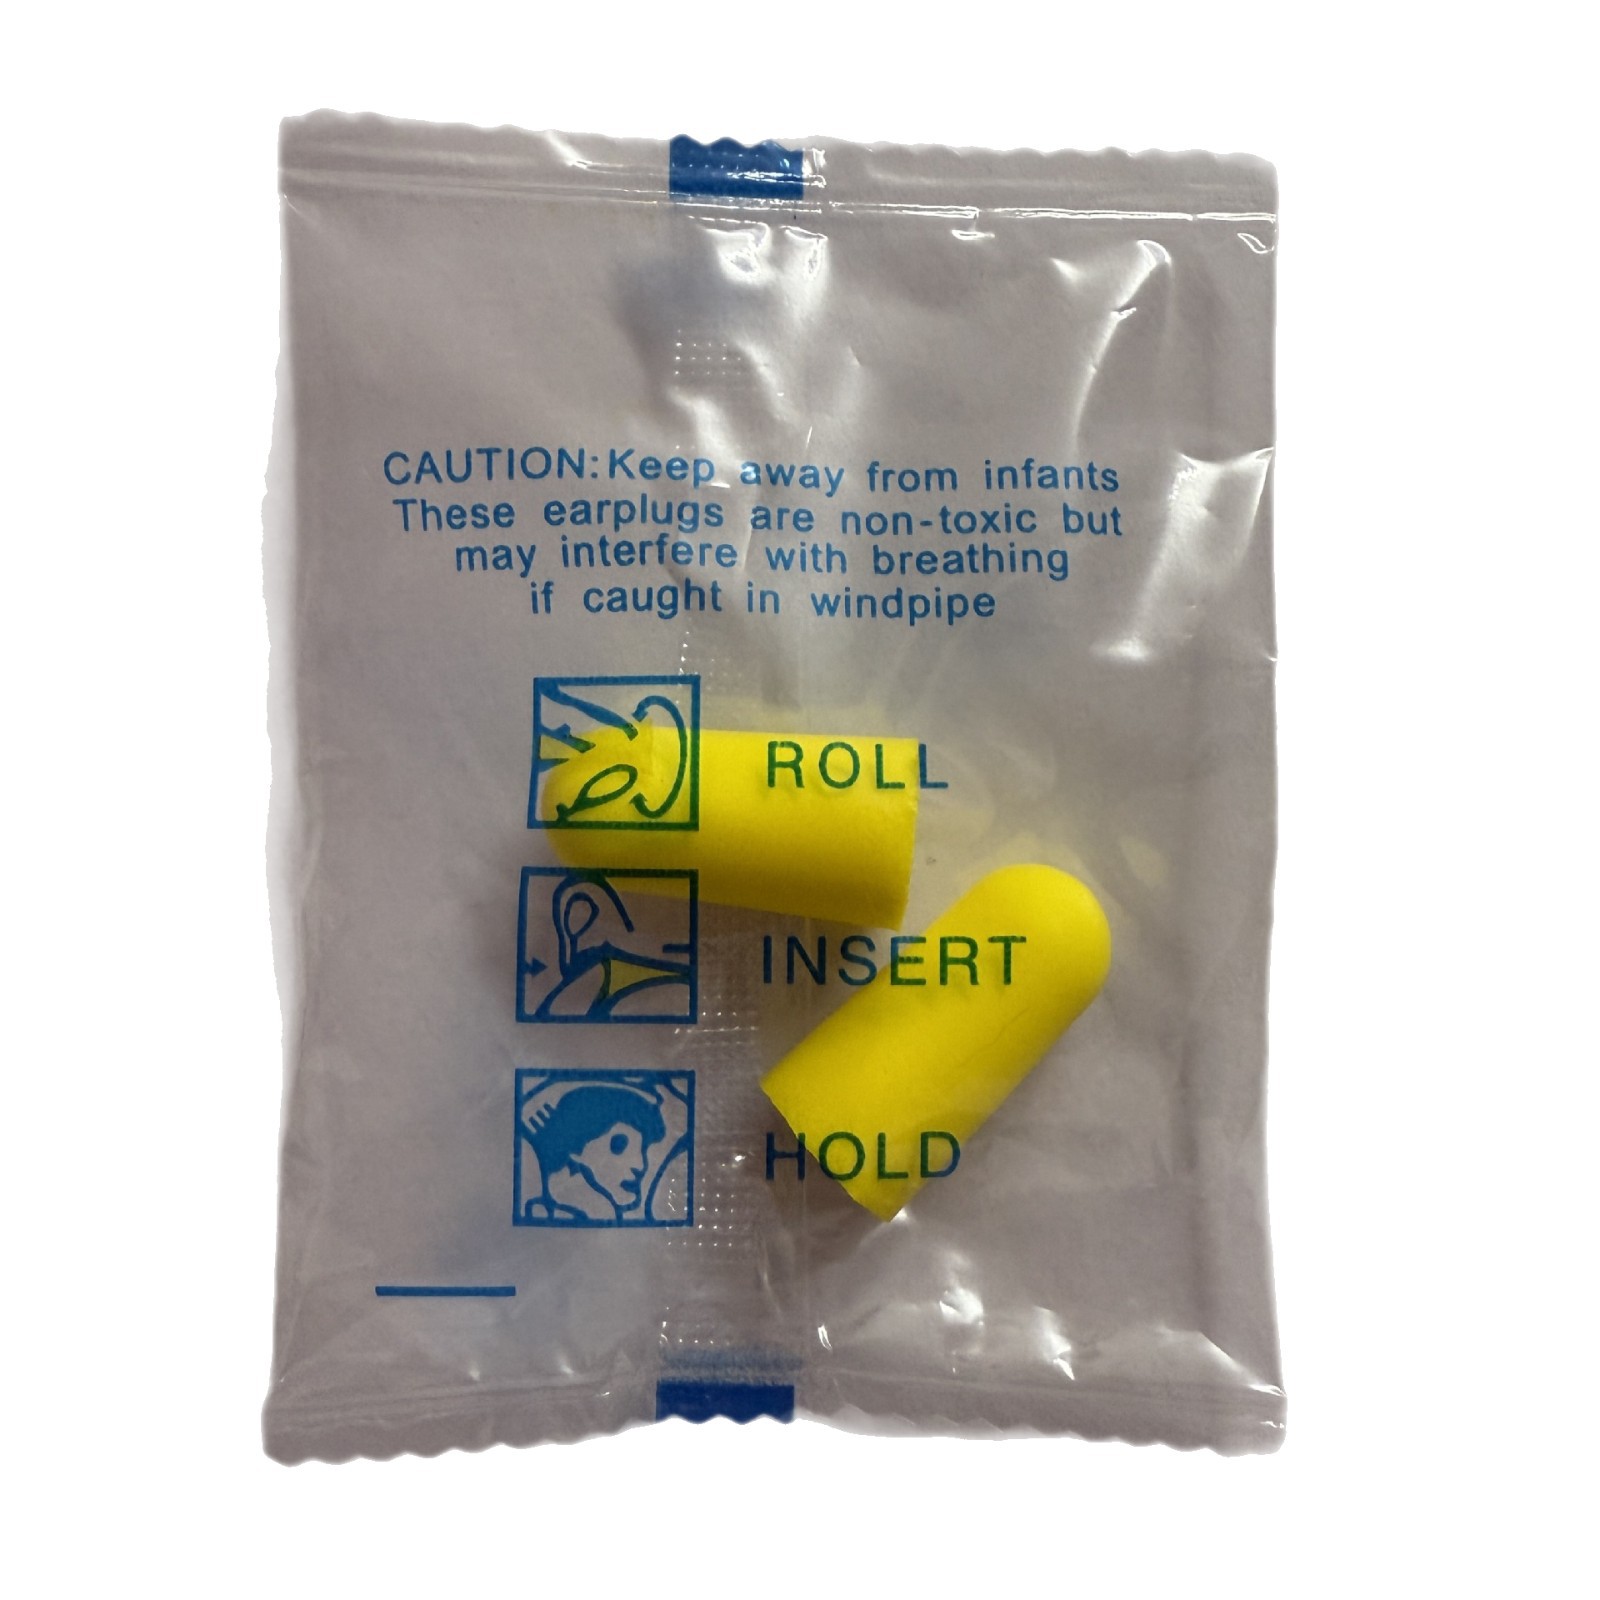 CAUTION:Keep away from infants
These earplugs are non-toxic but
may interfere with breathing
if caught in windpipe
ROLL
INSERT
HOLD